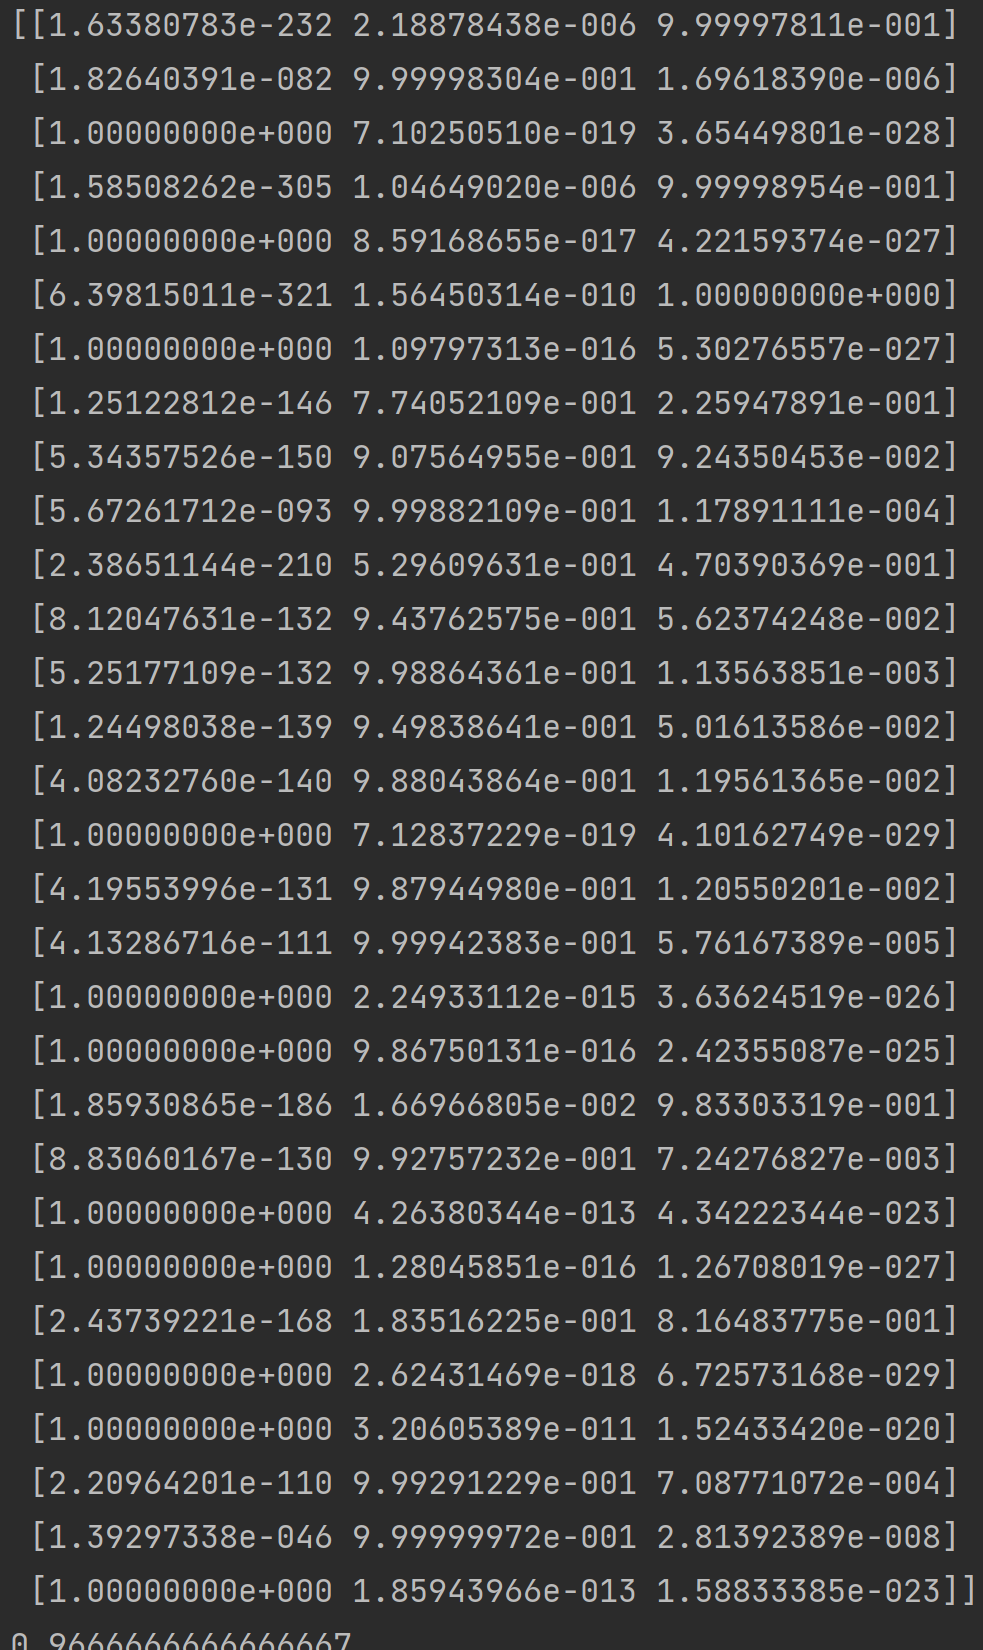 [[1.63380783e-232 2.18878438e-006 9.99997811e-001]
[1.82640391e-082 9.99998304e-001 1.69618390e-006]
[1.00000000e+000 7.10250510e-019 3.65449801e-028]
[1.58508262e-305 1.04649020e-006 9.99998954e-001]
[1.00000000e+000 8.59168655e-017 4.22159374e-027]
[6.39815011e-321 1.56450314e-010 1.00000000e+000]
[1.00000000e+000 1.09797313e-016 5.30276557e-027]
[1.25122812e-146 7.74052109e-001 2.25947891e-001]
[5.34357526e-150 9.07564955e-001 9.24350453e-002]
[5.67261712e-093 9.99882109e-001 1.17891111e-004]
[2.38651144e-210 5.29609631e-001 4.70390369e-001]
[8.12047631e-132 9.43762575e-001 5.62374248e-002]
[5.25177109e-132 9.98864361e-001 1.13563851e-003]
[1.24498038e-139 9.49838641e-001 5.01613586e-002]
[4.08232760e-140 9.88043864e-001 1.19561365e-002]
[1.00000000e+000 7.12837229e-019 4.10162749e-029]
[4.19553996e-131 9.87944980e-001 1.20550201e-002]
[4.13286716e-111 9.99942383e-001 5.76167389e-005]
[1.00000000e+000 2.24933112e-015 3.63624519e-026]
[1.00000000e+000 9.86750131e-016 2.42355087e-025]
[1.85930865e-186 1.66966805e-002 9.83303319e-001]
[8.83060167e-130 9.92757232e-001 7.24276827e-003]
[1.00000000e+000 4.26380344e-013 4.34222344e-023]
[1.00000000e+000 1.28045851e-016 1.26708019e-027]
[2.43739221e-168 1.83516225e-001 8.16483775e-001]
[1.00000000e+000 2.62431469e-018 6.72573168e-029]
[1.00000000e+000 3.20605389e-011 1.52433420e-020]
[2.20964201e-110 9.99291229e-001 7.08771072e-004]
[1.39297338e-046 9.99999972e-001 2.81392389e-008]
[1.00000000e+000 1.85943966e-013 1.58833385e-023]]
0.9666666666666667